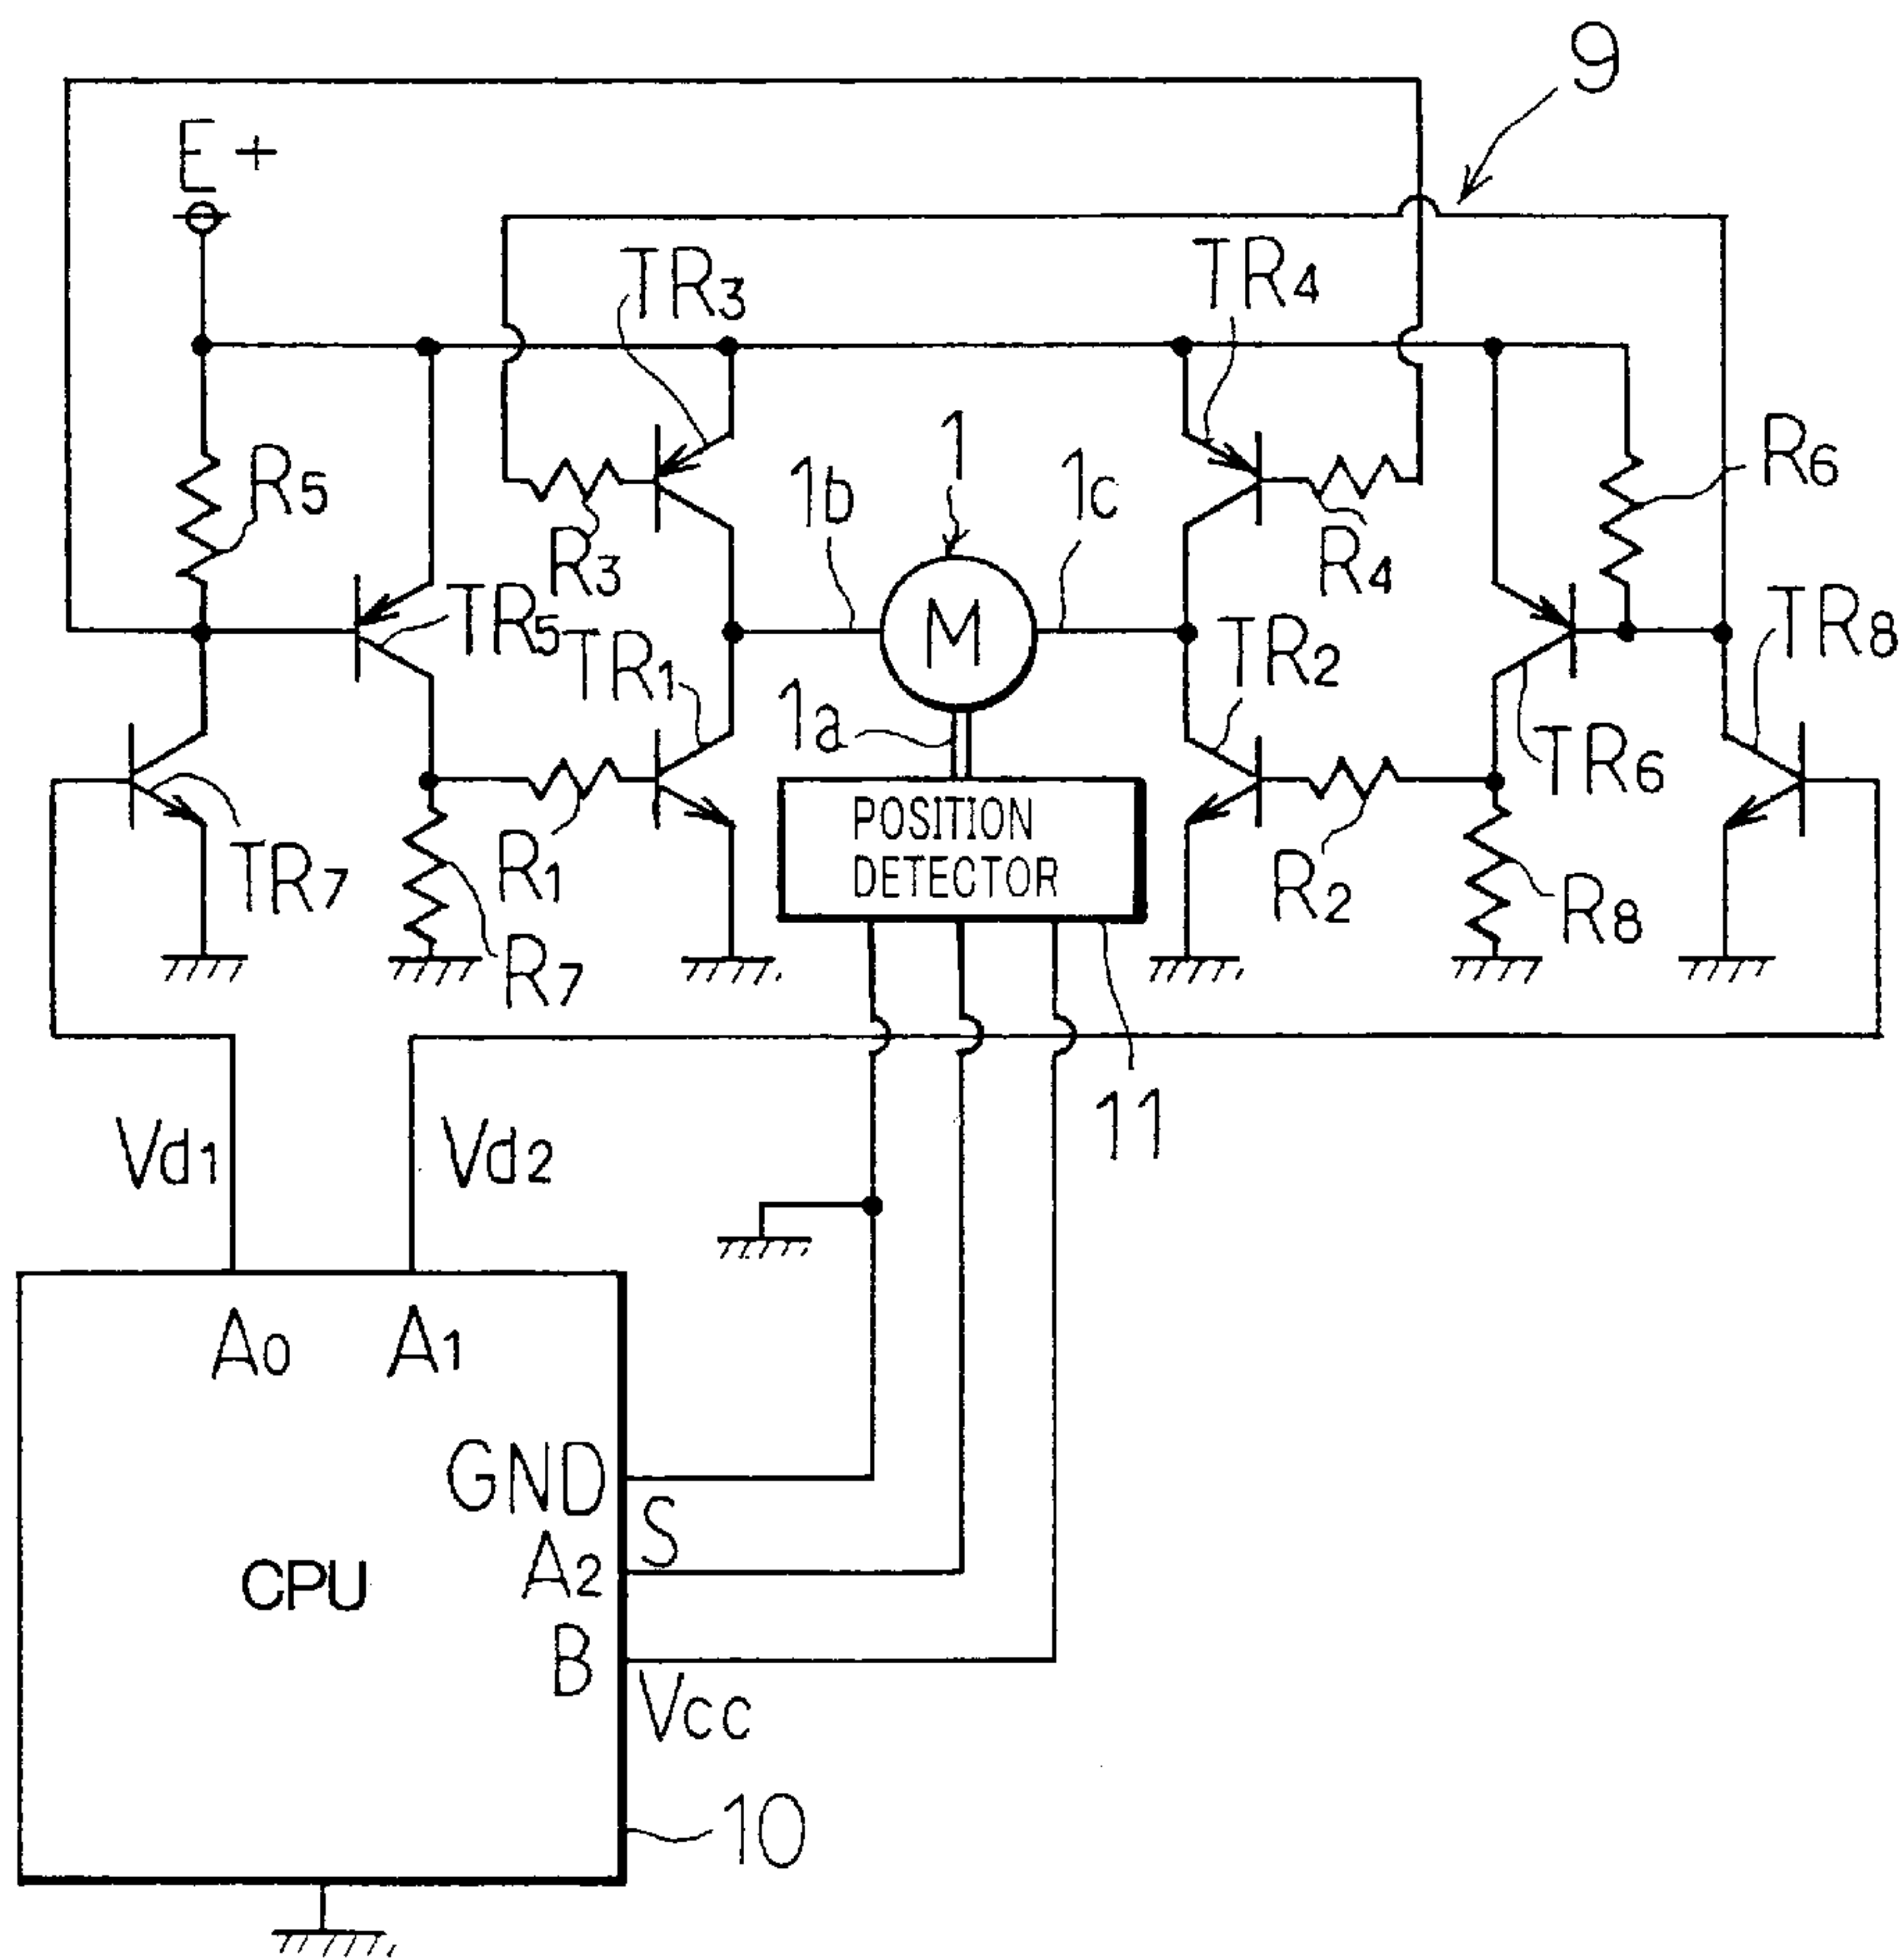 9
E +
TR3
TR4
R5
R3
1b
1
1c
R4
R6
TR5
TR1
M
TR2
TR8
1a
TR6
POSITION
DETECTOR
TR7
R1
R7
R2
R8
11
Vd1
Vd2
A0
A1
GND
S
CPU
A2
B
Vcc
10